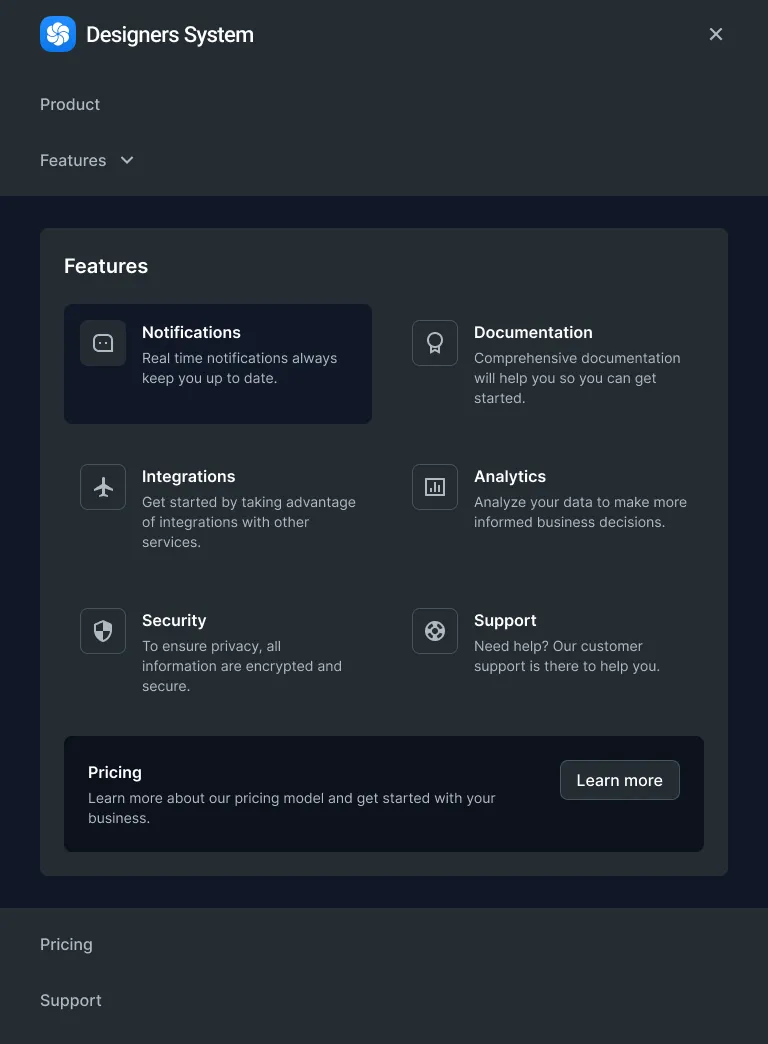 Designers System
Product
Features
Features
Notifications
Real time notifications always
keep you up to date.
Documentation
Comprehensive documentation
will help you so you can get
started.
Integrations
Get started by taking advantage
of integrations with other
services.
Analytics
Analyze your data to make more
informed business decisions.
Security
To ensure privacy, all
information are encrypted and
secure.
Support
Need help? Our customer
support is there to help you.
Pricing
Learn more about our pricing model and get started with your
business.
Learn more
Pricing
Support